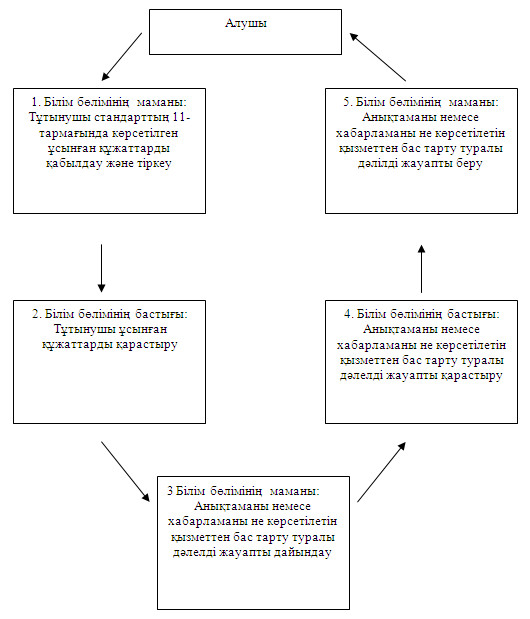 Алушы
1. Білім бөлімінің маманы:
Тұтынушы стандарттың 11-
тармағында көрсетілген
ұсынған құжаттарды
қабылдау және тіркеу
2. Білім бөлімінің бастығы:
Тұтынушы ұсынған
құжаттарды қарастыру
3 Білім бөлімінің маманы:
Анықтаманы немесе
хабарламаны не көрсетілетін
қызметтен бас тарту туралы
дәлелді жауапты дайындау
4. Білім бөлімінің бастығы:
Анықтаманы немесе
хабарламаны не көрсетілетін
қызметтен бас тарту туралы
дәлелді жауапты қарастыру
5. Білім бөлімінің маманы:
Анықтаманы немесе
хабарламаны не көрсетілетін
қызметтен бас тарту туралы
дәлілді жауапты беру